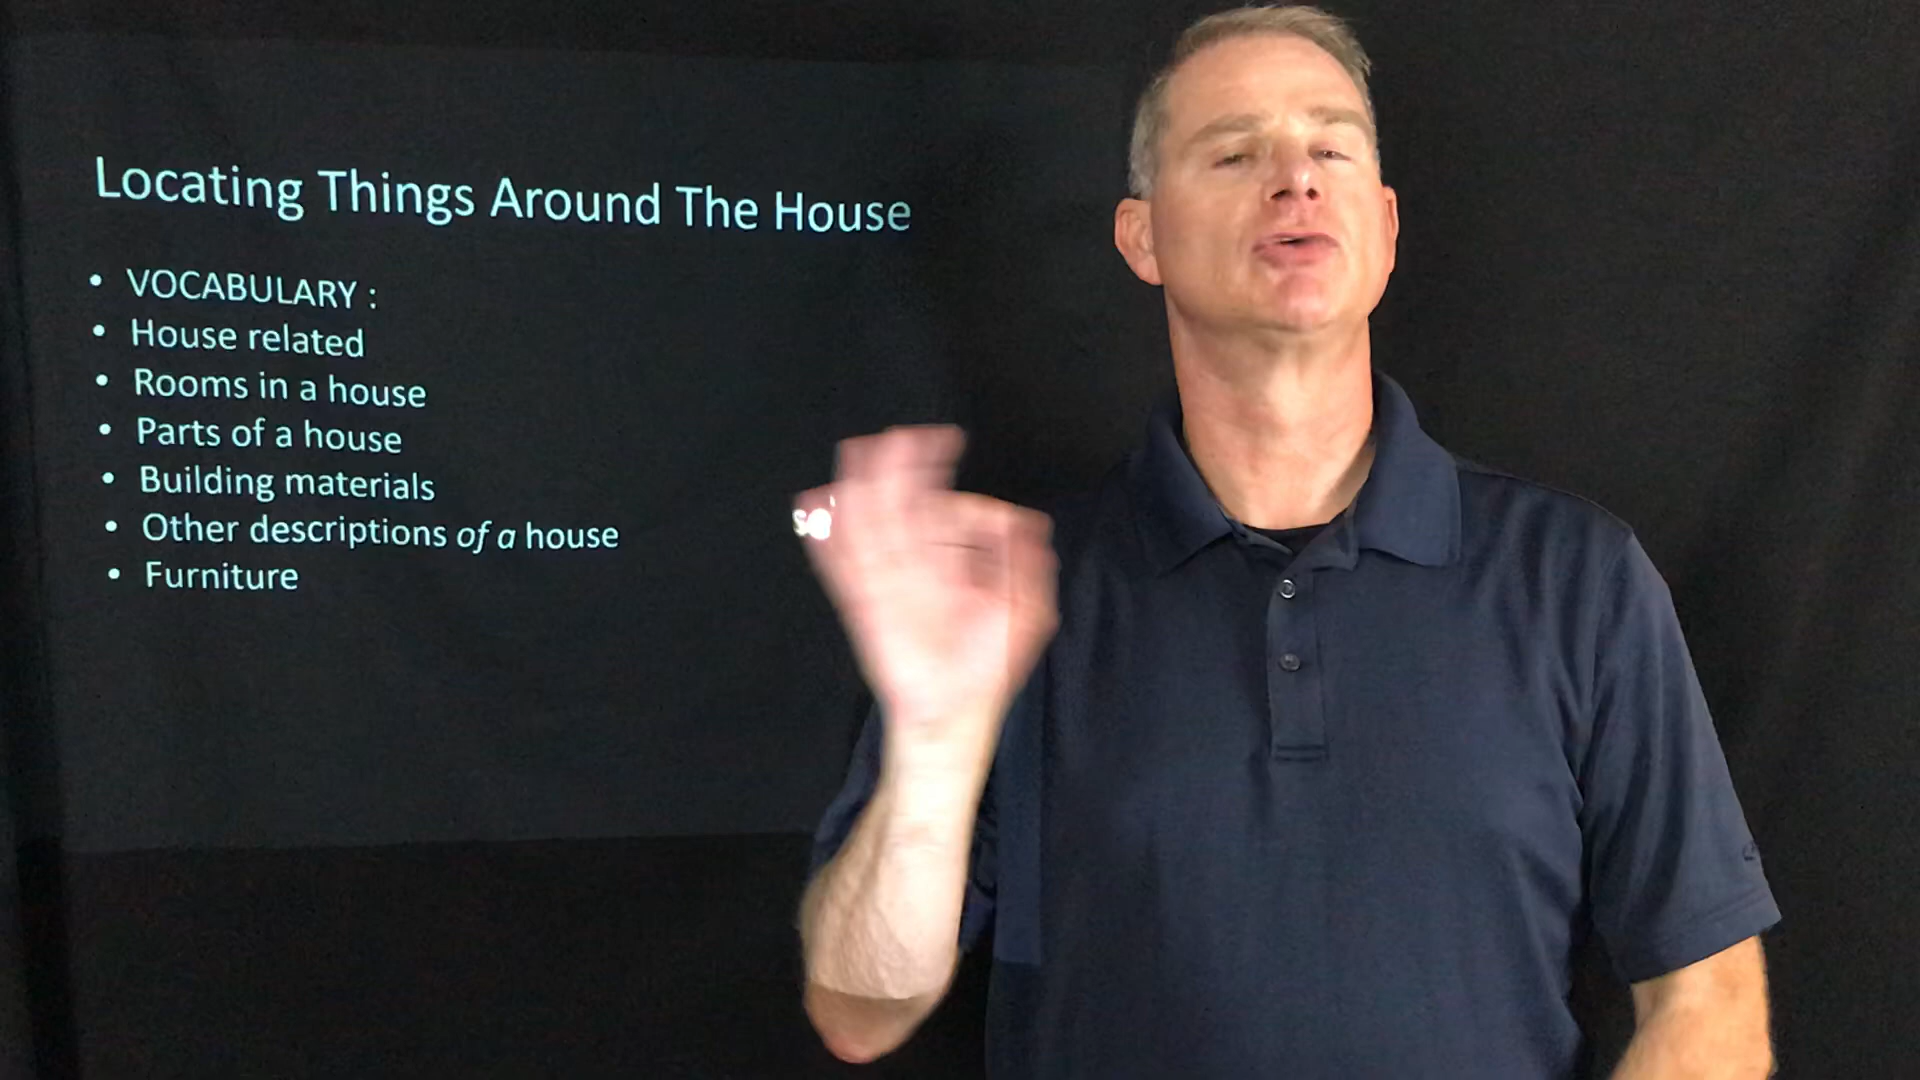 Locating Things Around The House
• VOCABULARY :
• House related
• Rooms in a house
• Parts of a house
• Building materials
• Other descriptions of a house
• Furniture